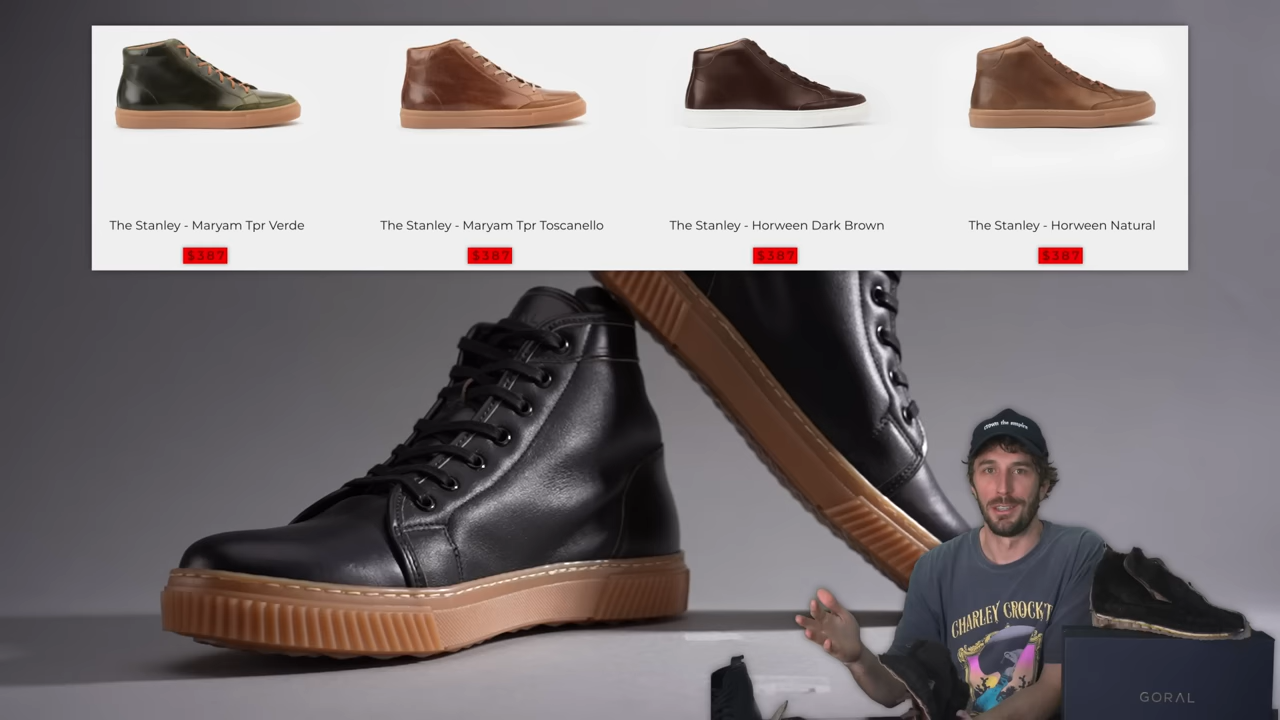 The Stanley - Maryam Tpr Verde
The Stanley - Maryam Tpr Toscanello
The Stanley - Horween Dark Brown
The Stanley - Horween Natural
$387
$387
$387
$387
CHARLEY CROCKT
GORAL